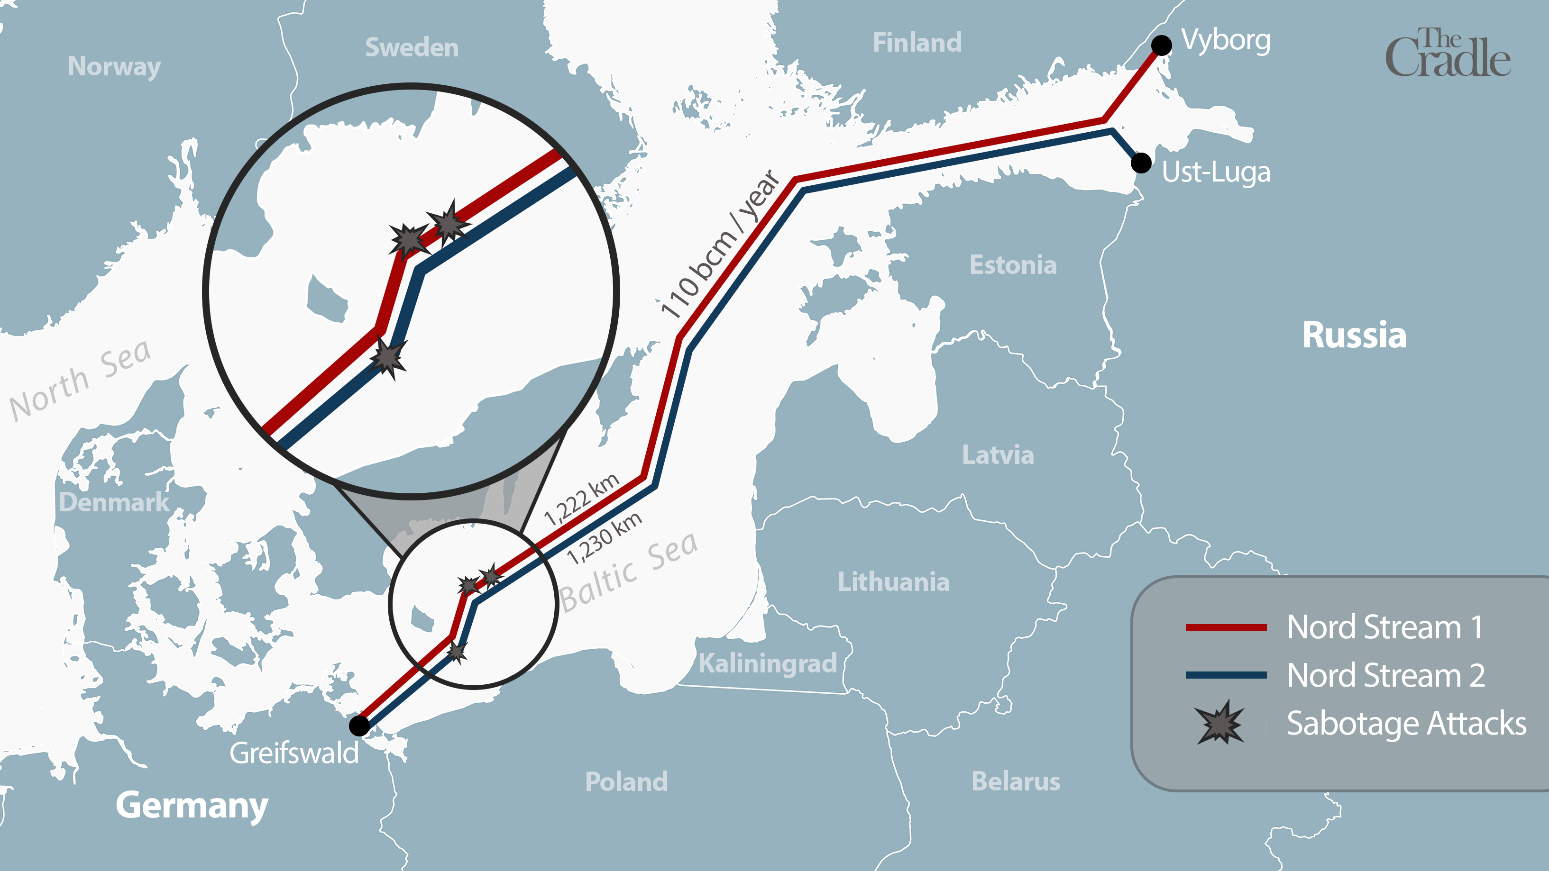 The
Cradle
Norway
Sweden
Finland
Vyborg
Ust-Luga
110 bcm / year
Estonia
Russia
North Sea
Latvia
Denmark
1,222 km
1,230 km
Baltic Sea
Lithuania
Kaliningrad
Greifswald
Germany
Poland
Belarus
Nord Stream 1
Nord Stream 2
Sabotage Attacks